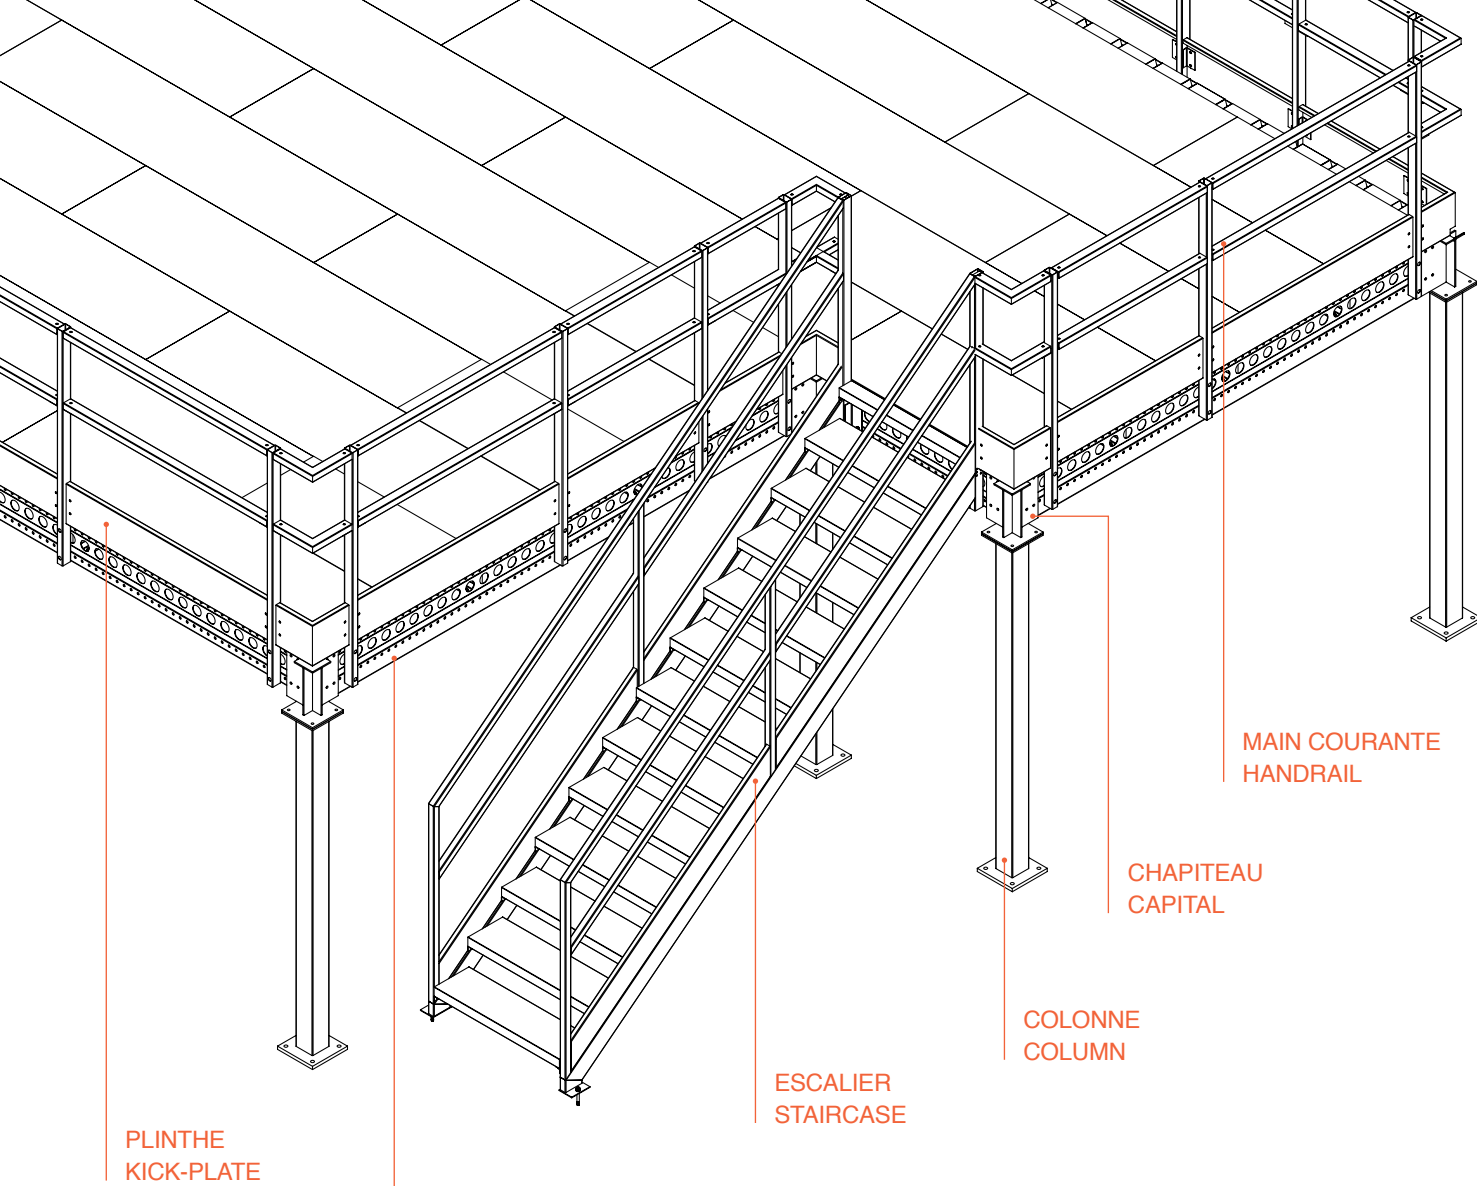 MAIN COURANTE
HANDRAIL
CHAPITEAU
CAPITAL
COLONNE
COLUMN
ESCALIER
STAIRCASE
PLINTHE
KICK-PLATE